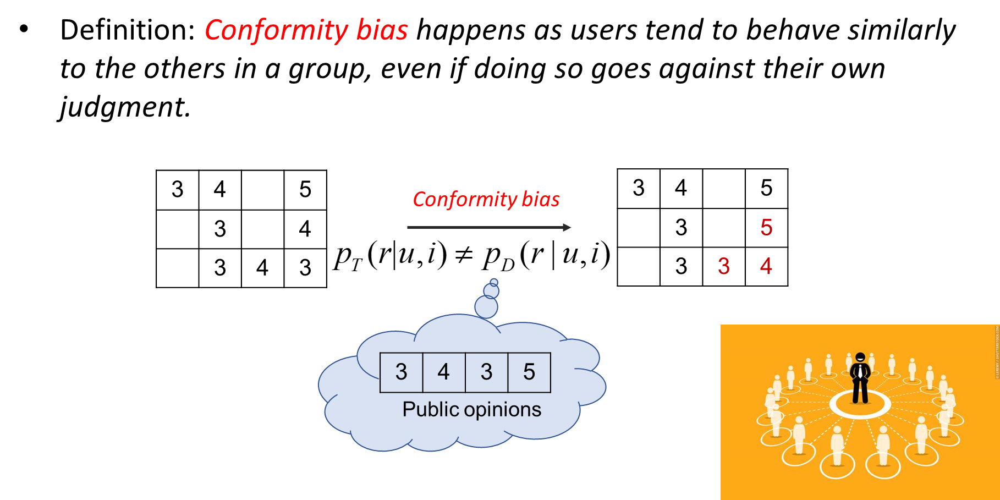 • Definition: Conformity bias happens as users tend to behave similarly
to the others in a group, even if doing so goes against their own
judgment.
3 4 5
3 4
3 4 3
Conformity bias
p_T(r|u,i) ≠ p_D(r|u,i)
3 4 5
3 5
3 3 4
3 4 3 5
Public opinions